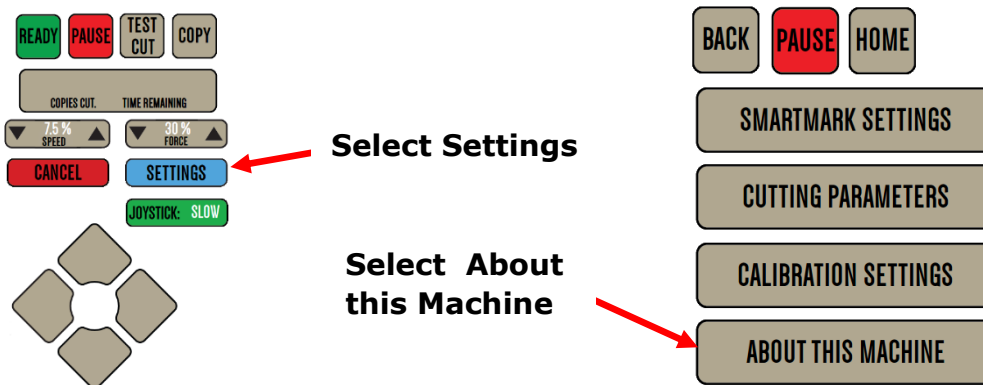 READY
PAUSE
TEST
CUT
COPY
COPIES CUT. TIME REMAINING
7.5 %
SPEED
30 %
FORCE
CANCEL
SETTINGS
JOYSTICK: SLOW
Select Settings
Select About
this Machine
BACK
PAUSE
HOME
SMARTMARK SETTINGS
CUTTING PARAMETERS
CALIBRATION SETTINGS
ABOUT THIS MACHINE